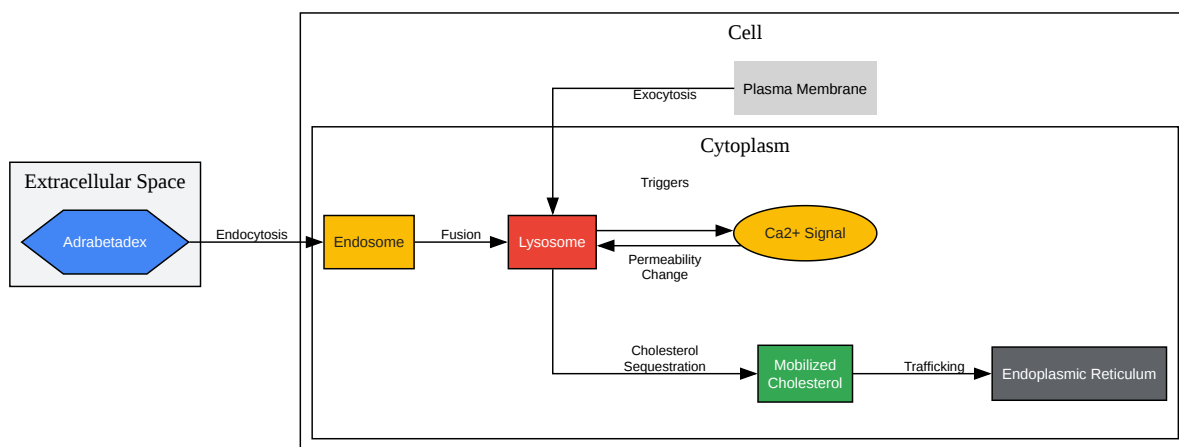 Cell
Plasma Membrane
Exocytosis
Cytoplasm
Extracellular Space
Triggers
Adrabetadex
Endocytosis
Endosome
Fusion
Lysosome
Ca2+ Signal
Permeability
Change
Cholesterol
Sequestration
Mobilized
Cholesterol
Trafficking
Endoplasmic Reticulum